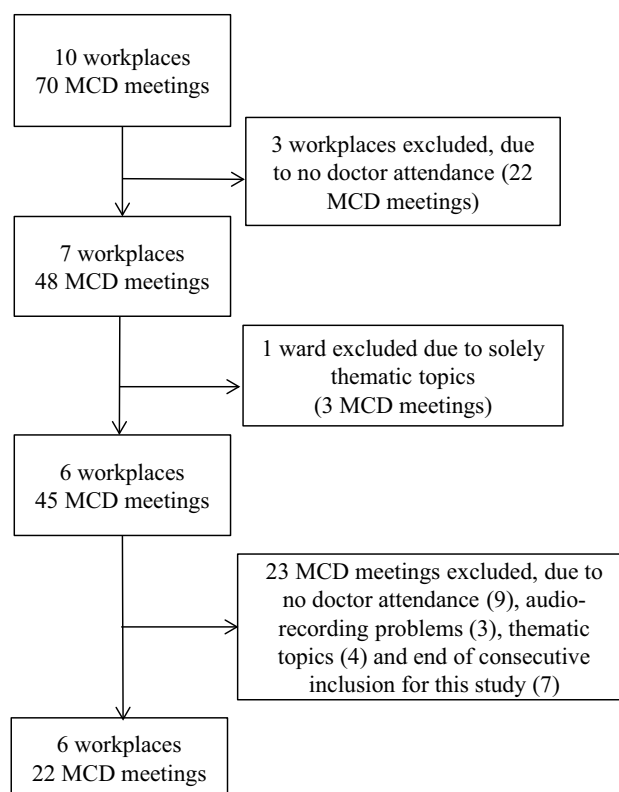 10 workplaces
70 MCD meetings
3 workplaces excluded, due
to no doctor attendance (22
MCD meetings)
7 workplaces
48 MCD meetings
1 ward excluded due to solely
thematic topics
(3 MCD meetings)
6 workplaces
45 MCD meetings
23 MCD meetings excluded, due to
no doctor attendance (9), audio-
recording problems (3), thematic
topics (4) and end of consecutive
inclusion for this study (7)
6 workplaces
22 MCD meetings